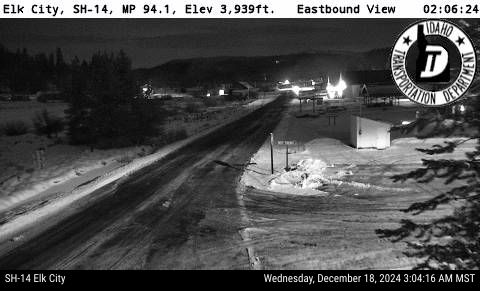 Elk City, SH-14, MP 94.1, Elev 3,939ft. Eastbound View 02:06:24
IDAHO
TRANSPORTATION DEPARTMENT
SH-14 Elk City Wednesday, December 18, 2024 3:04:16 AM MST